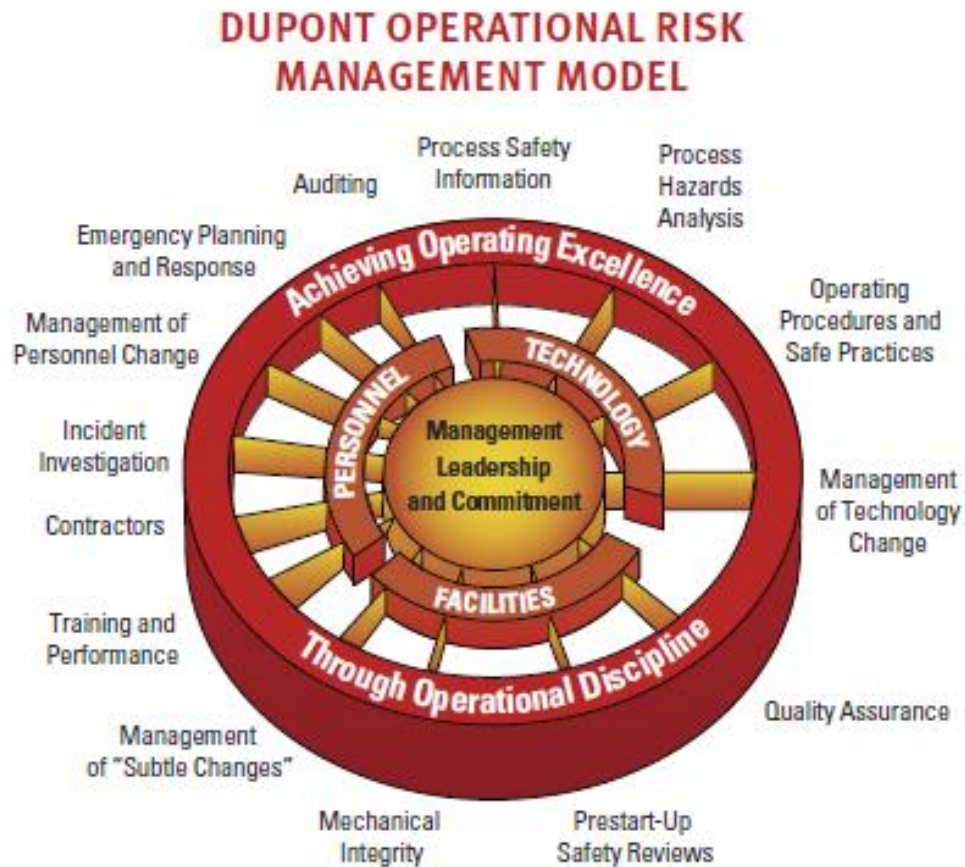 DUPONT OPERATIONAL RISK
MANAGEMENT MODEL
Process Safety
Information
Process
Hazards
Analysis
Auditing
Emergency Planning
and Response
Operating
Procedures and
Safe Practices
Management of
Personnel Change
Incident
Investigation
Management
of Technology
Change
Contractors
Training and
Performance
Quality Assurance
Management
of "Subtle Changes"
Mechanical
Integrity
Prestart-Up
Safety Reviews
Achieving Operating Excellence
Through Operational Discipline
PERSONNEL
TECHNOLOGY
FACILITIES
Management
Leadership
and Commitment